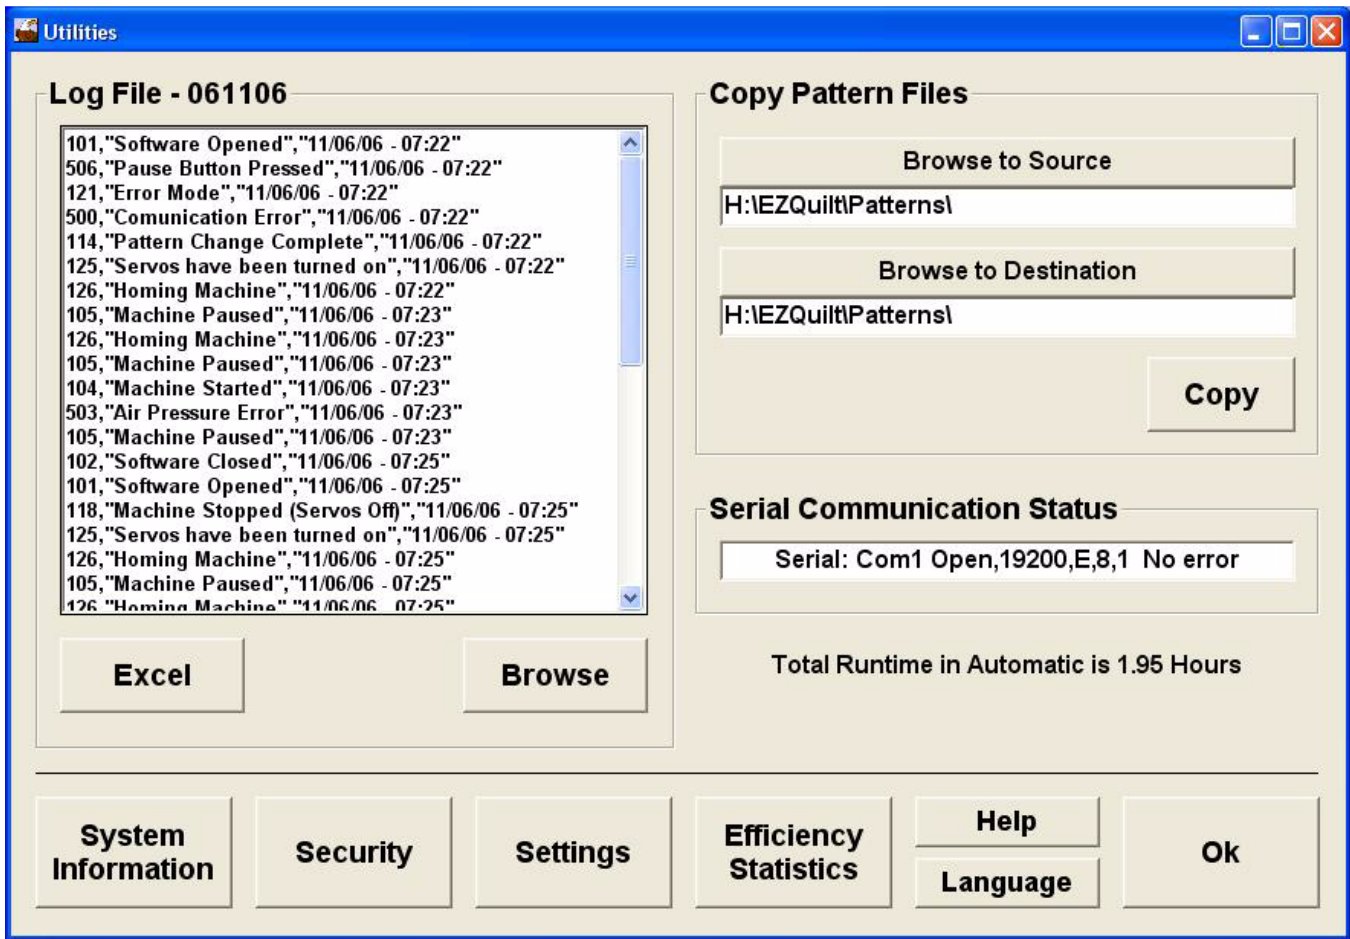 Utilities
Log File - 061106
101,"Software Opened","11/06/06 - 07:22"
506,"Pause Button Pressed","11/06/06 - 07:22"
121,"Error Mode","11/06/06 - 07:22"
500,"Comunication Error","11/06/06 - 07:22"
114,"Pattern Change Complete","11/06/06 - 07:22"
125,"Servos have been turned on","11/06/06 - 07:22"
126,"Homing Machine","11/06/06 - 07:22"
105,"Machine Paused","11/06/06 - 07:23"
126,"Homing Machine","11/06/06 - 07:23"
105,"Machine Paused","11/06/06 - 07:23"
104,"Machine Started","11/06/06 - 07:23"
503,"Air Pressure Error","11/06/06 - 07:23"
105,"Machine Paused","11/06/06 - 07:23"
102,"Software Closed","11/06/06 - 07:25"
101,"Software Opened","11/06/06 - 07:25"
118,"Machine Stopped (Servos Off)","11/06/06 - 07:25"
125,"Servos have been turned on","11/06/06 - 07:25"
126,"Homing Machine","11/06/06 - 07:25"
105,"Machine Paused","11/06/06 - 07:25"
126,"Homing Machine","11/06/06 - 07:25"
Excel
Browse
Copy Pattern Files
Browse to Source
H:\EZQuilt\Patterns\
Browse to Destination
H:\EZQuilt\Patterns\
Copy
Serial Communication Status
Serial: Com1 Open,19200,E,8,1 No error
Total Runtime in Automatic is 1.95 Hours
System
Information
Security
Settings
Efficiency
Statistics
Help
Language
Ok